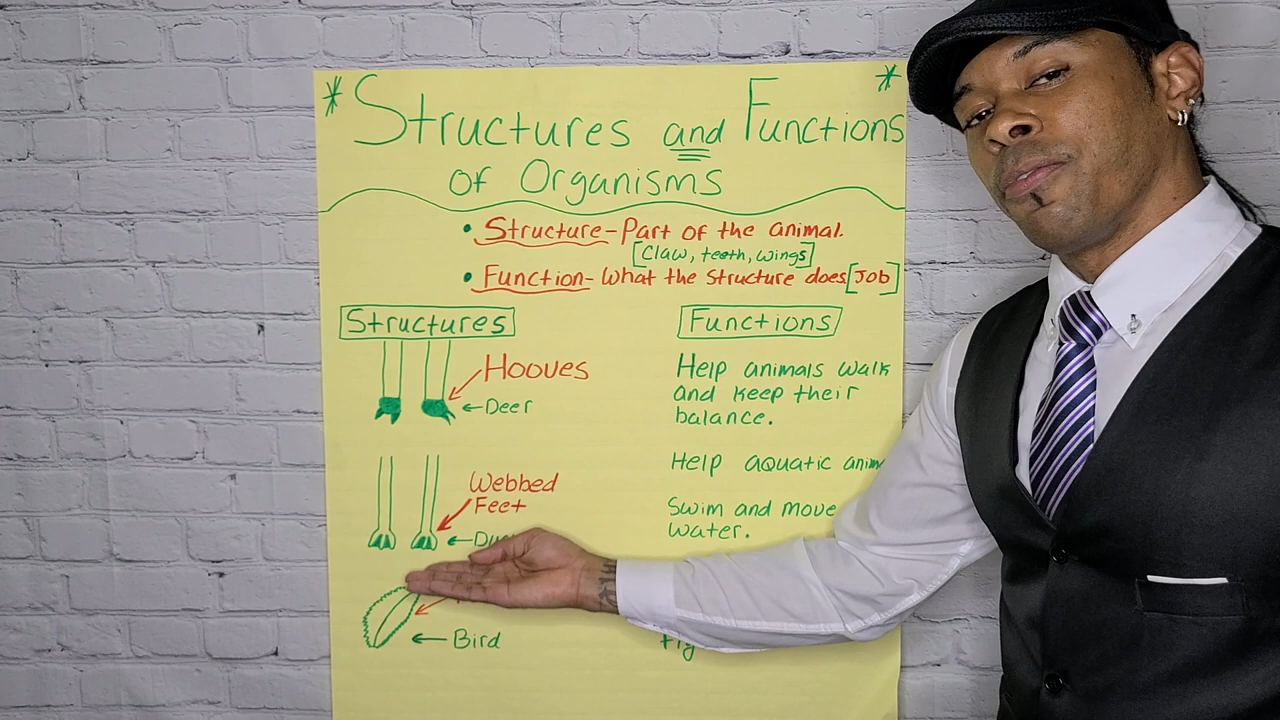 * Structures and Functions *
of Organisms
• Structure - Part of the animal.
[Claw, teeth, wings]
• Function - What the structure does [Job]
Structures
Functions
Hooves
← Deer
Help animals walk
and keep their
balance.
Webbed
Feet
Help aquatic
Swim and move
water.
← Bird
Fly